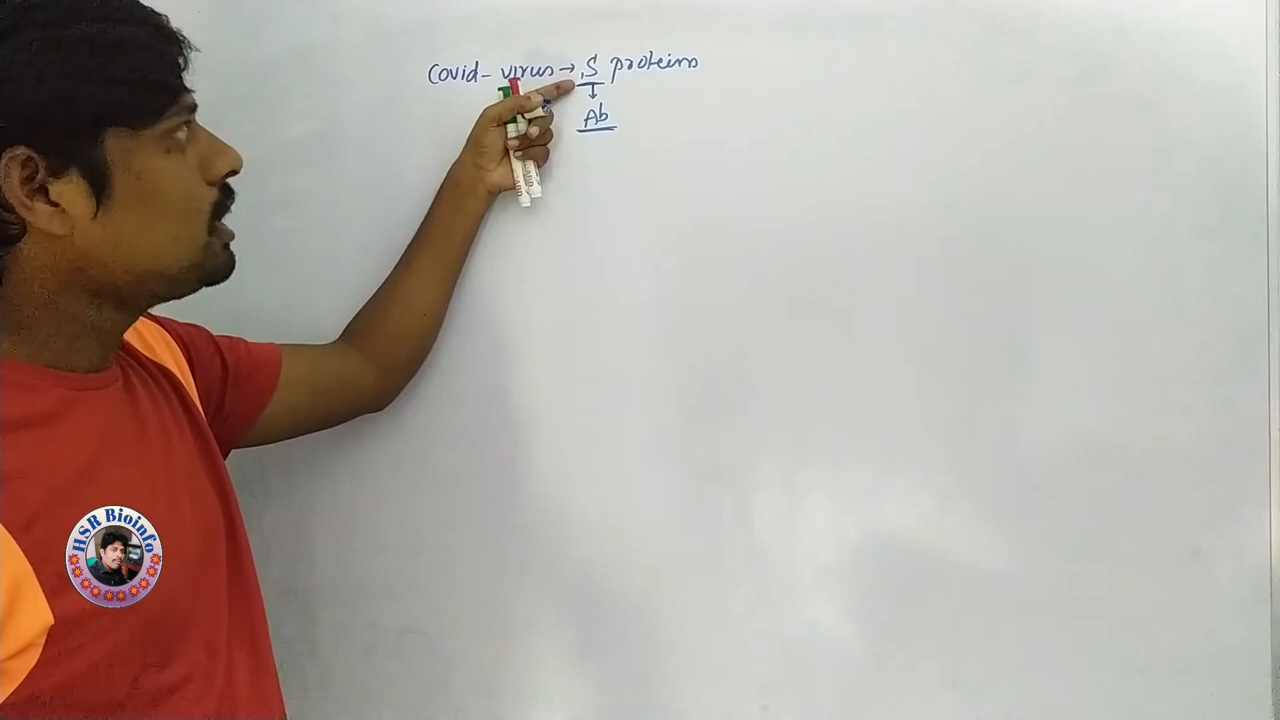 Covid - virus → S proteins
↓
Ab
HSR Bioinfo